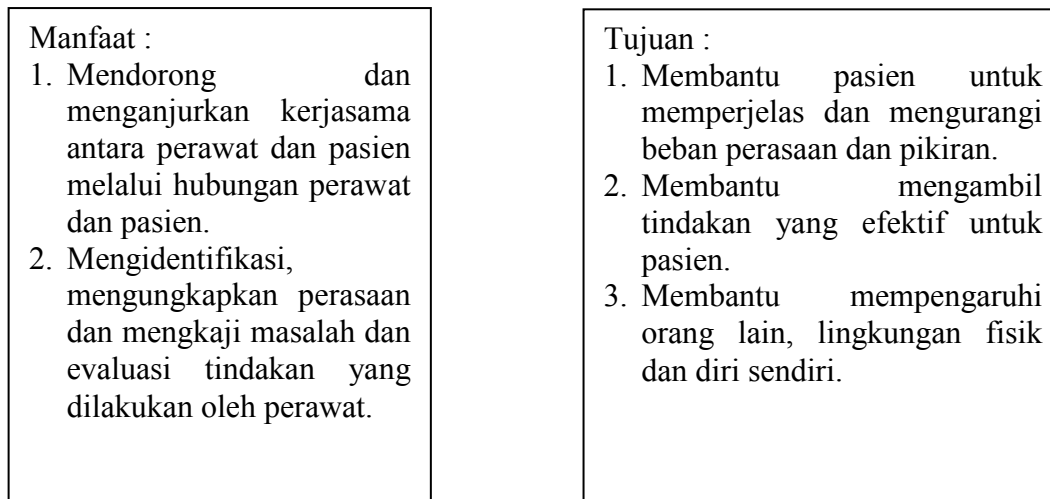 Manfaat :
1. Mendorong dan
menganjurkan kerjasama
antara perawat dan pasien
melalui hubungan perawat
dan pasien.
2. Mengidentifikasi,
mengungkapkan perasaan
dan mengkaji masalah dan
evaluasi tindakan yang
dilakukan oleh perawat.
Tujuan :
1. Membantu pasien untuk
memperjelas dan mengurangi
beban perasaan dan pikiran.
2. Membantu mengambil
tindakan yang efektif untuk
pasien.
3. Membantu mempengaruhi
orang lain, lingkungan fisik
dan diri sendiri.